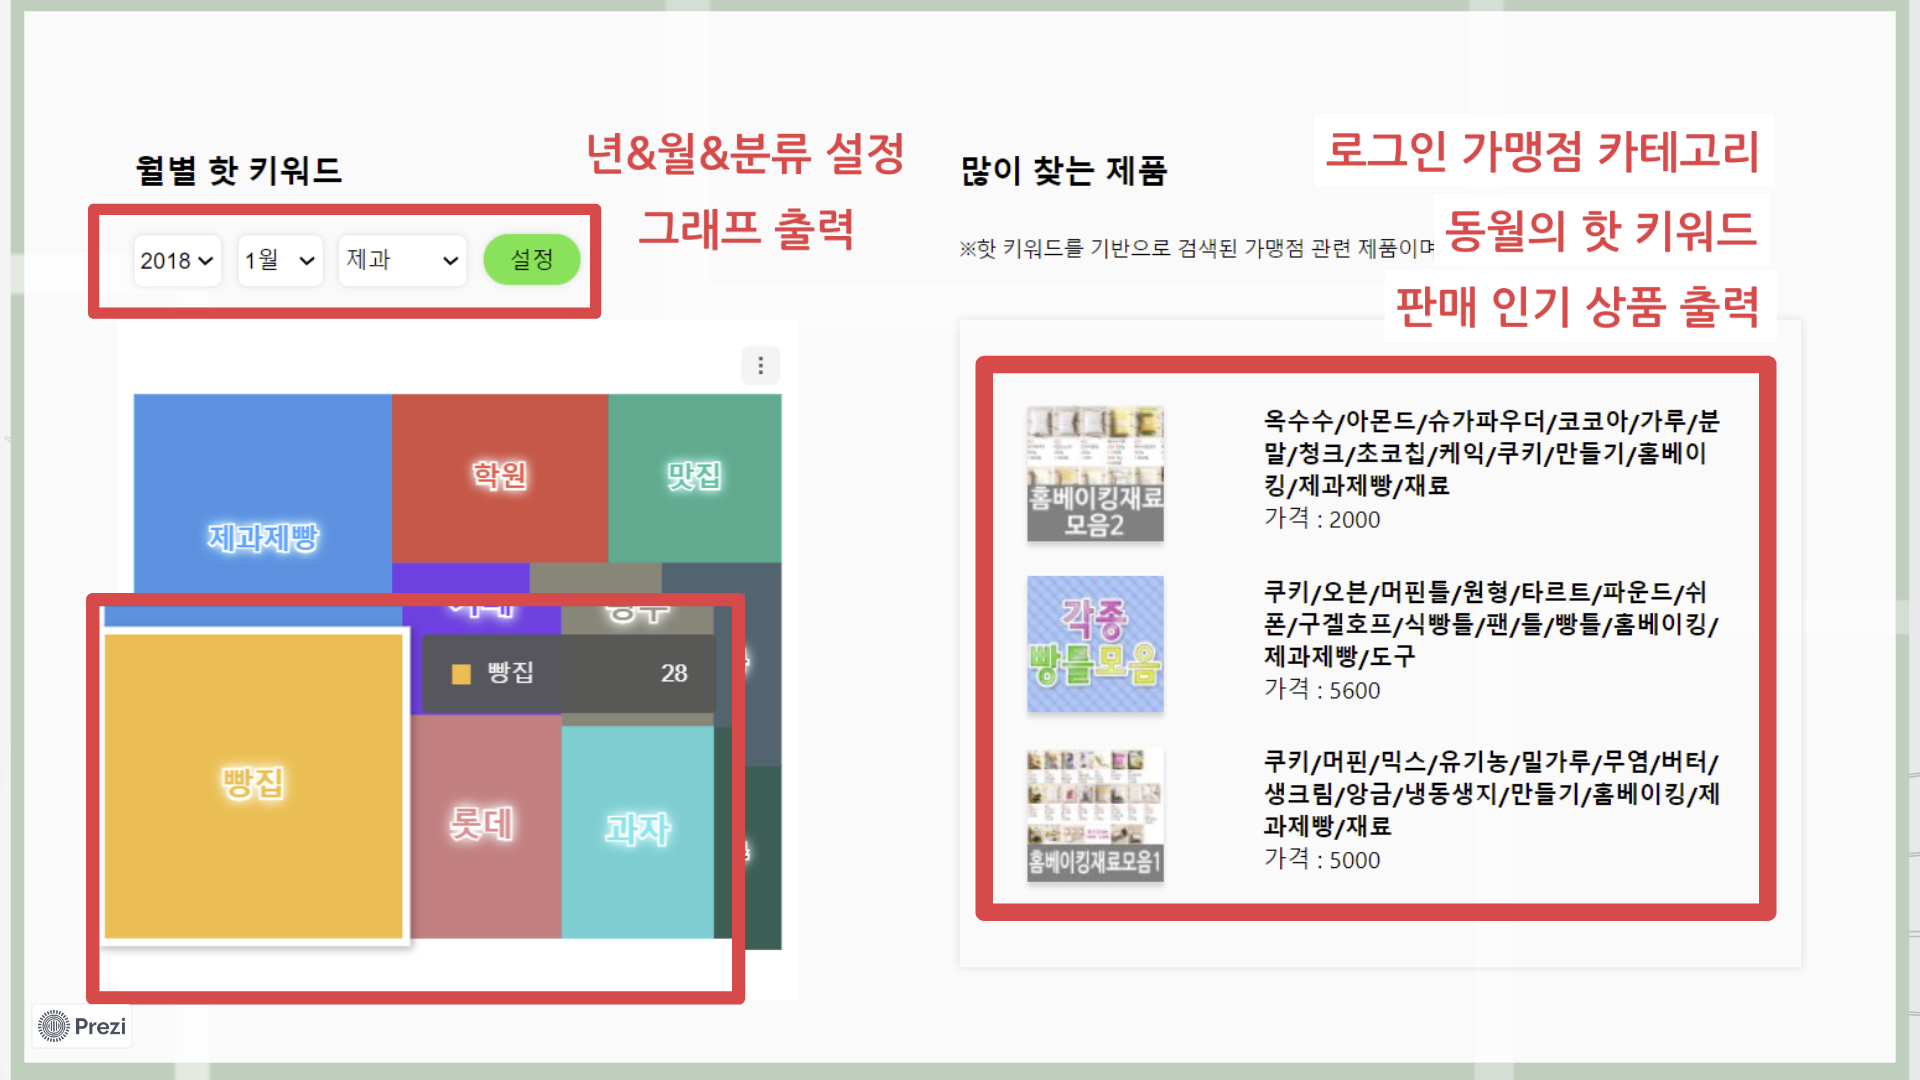 월별 핫 키워드
년&월&분류 설정
그래프 출력
2018
1월
제과
설정
제과제빵
학원
맛집
빵집
28
빵집
롯데
과자
많이 찾는 제품
로그인 가맹점 카테고리
동월의 핫 키워드
판매 인기 상품 출력
※핫 키워드를 기반으로 검색된 가맹점 관련 제품이며
홈베이킹재료
모음2
옥수수/아몬드/슈가파우더/코코아/가루/분
말/청크/초코칩/케익/쿠키/만들기/홈베이
킹/제과제빵/재료
가격 : 2000
각종
빵틀모음
쿠키/오븐/머핀틀/원형/타르트/파운드/쉬
폰/구겔호프/식빵틀/팬/틀/빵틀/홈베이킹/
제과제빵/도구
가격 : 5600
홈베이킹재료모음1
쿠키/머핀/믹스/유기농/밀가루/무염/버터/
생크림/앙금/냉동생지/만들기/홈베이킹/제
과제빵/재료
가격 : 5000
Prezi